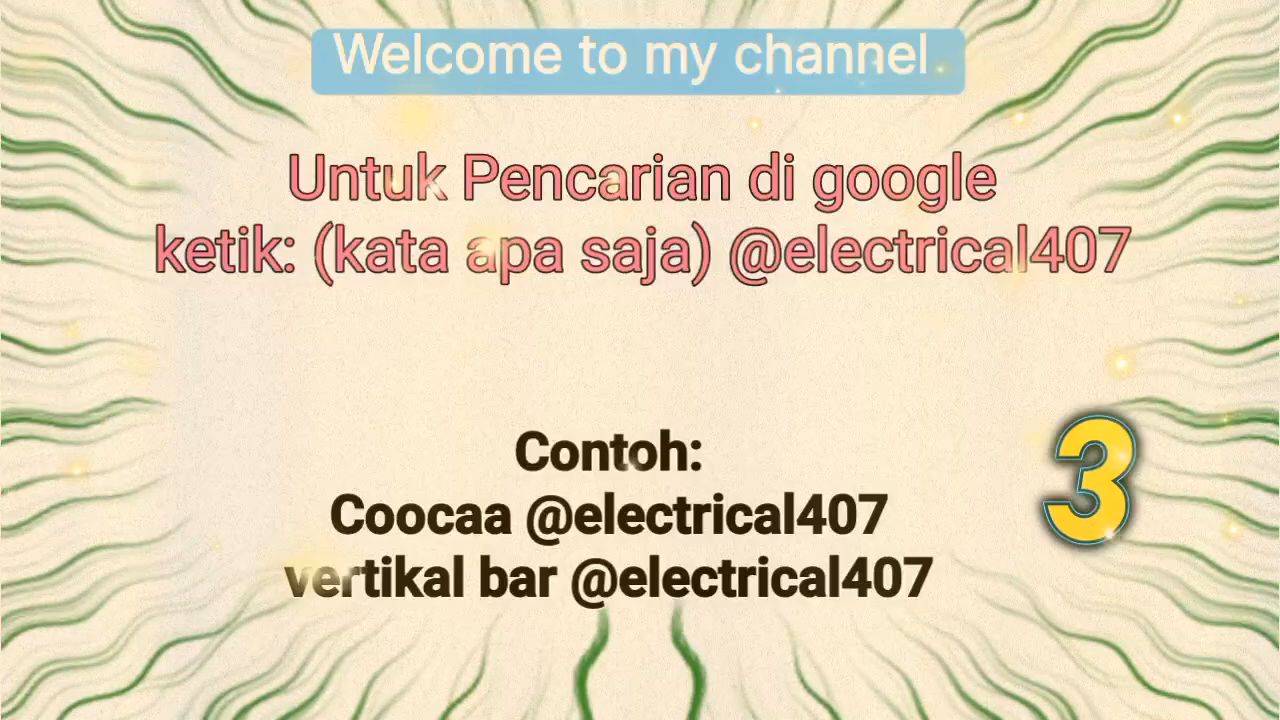 Welcome to my channel
Untuk Pencarian di google
ketik: (kata apa saja) @electrical407
Contoh:
Coocaa @electrical407
vertikal bar @electrical407
3